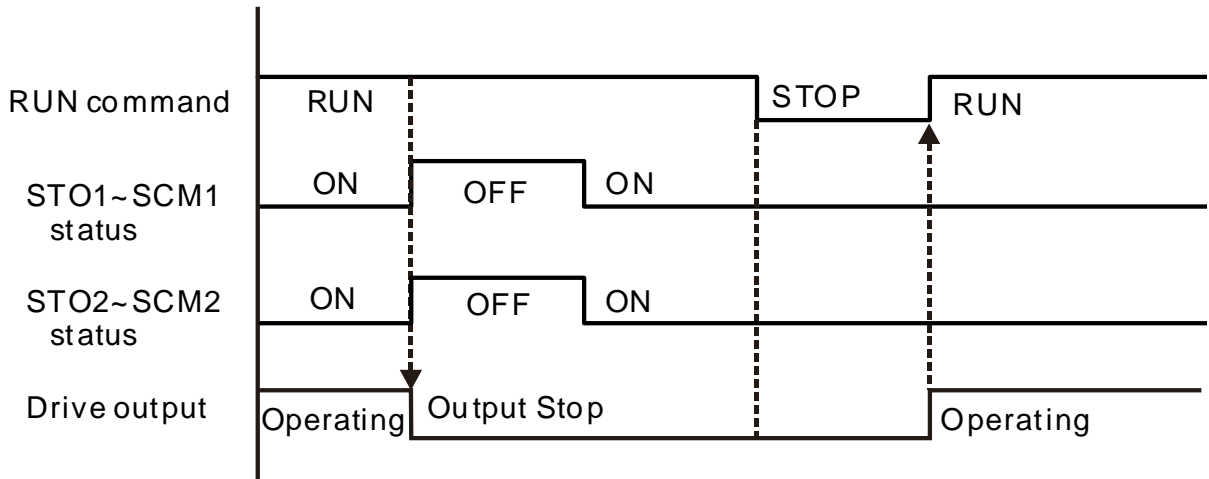 RUN command
RUN
STOP
RUN
STO1~SCM1
status
ON
OFF
ON
STO2~SCM2
status
ON
OFF
ON
Drive output
Operating
Output Stop
Operating